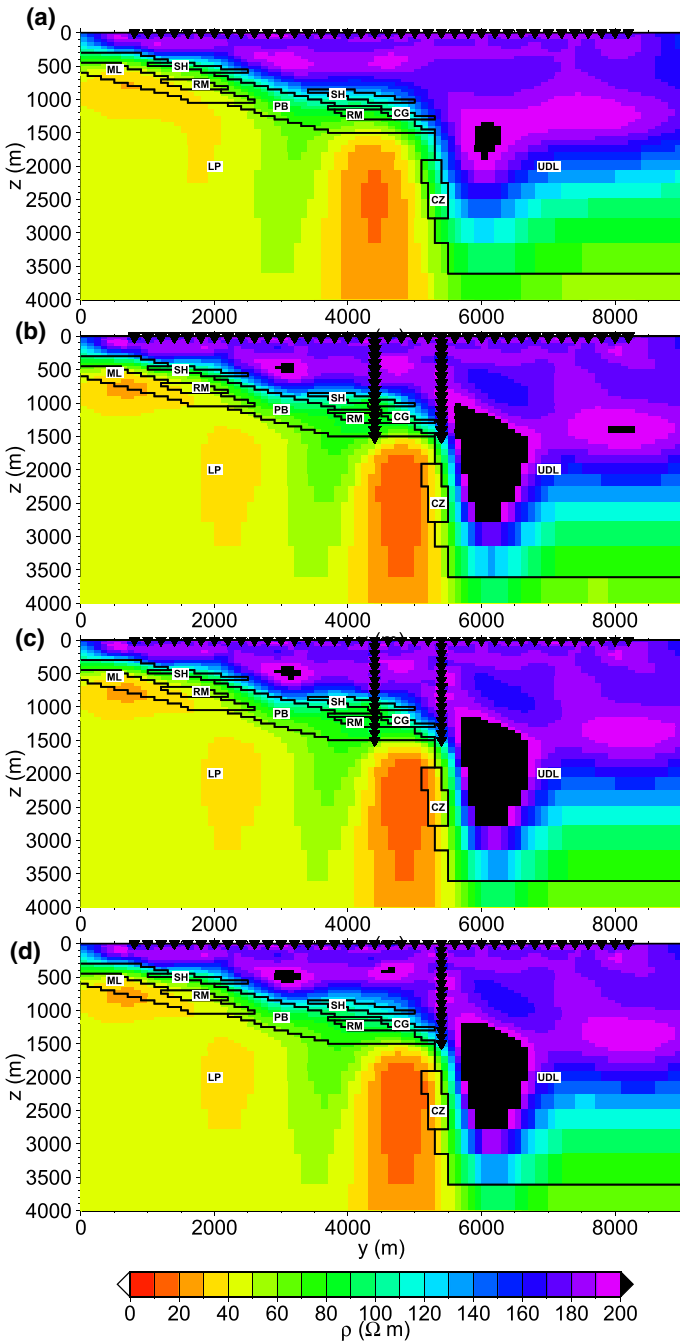 (a)
0
500
1000
1500
2000
2500
3000
3500
4000
z (m)
ML
SH
RM
PB
SH
RM
CG
LP
CZ
UDL
0 2000 4000 6000 8000
(b)
0
500
1000
1500
2000
2500
3000
3500
4000
z (m)
ML
SH
RM
PB
SH
RM
CG
LP
CZ
UDL
0 2000 4000 6000 8000
(c)
0
500
1000
1500
2000
2500
3000
3500
4000
z (m)
ML
SH
RM
PB
SH
RM
CG
LP
CZ
UDL
0 2000 4000 6000 8000
(d)
0
500
1000
1500
2000
2500
3000
3500
4000
z (m)
ML
SH
RM
PB
SH
RM
CG
LP
CZ
UDL
0 2000 4000 6000 8000
y (m)
0 20 40 60 80 100 120 140 160 180 200
ρ (Ω m)